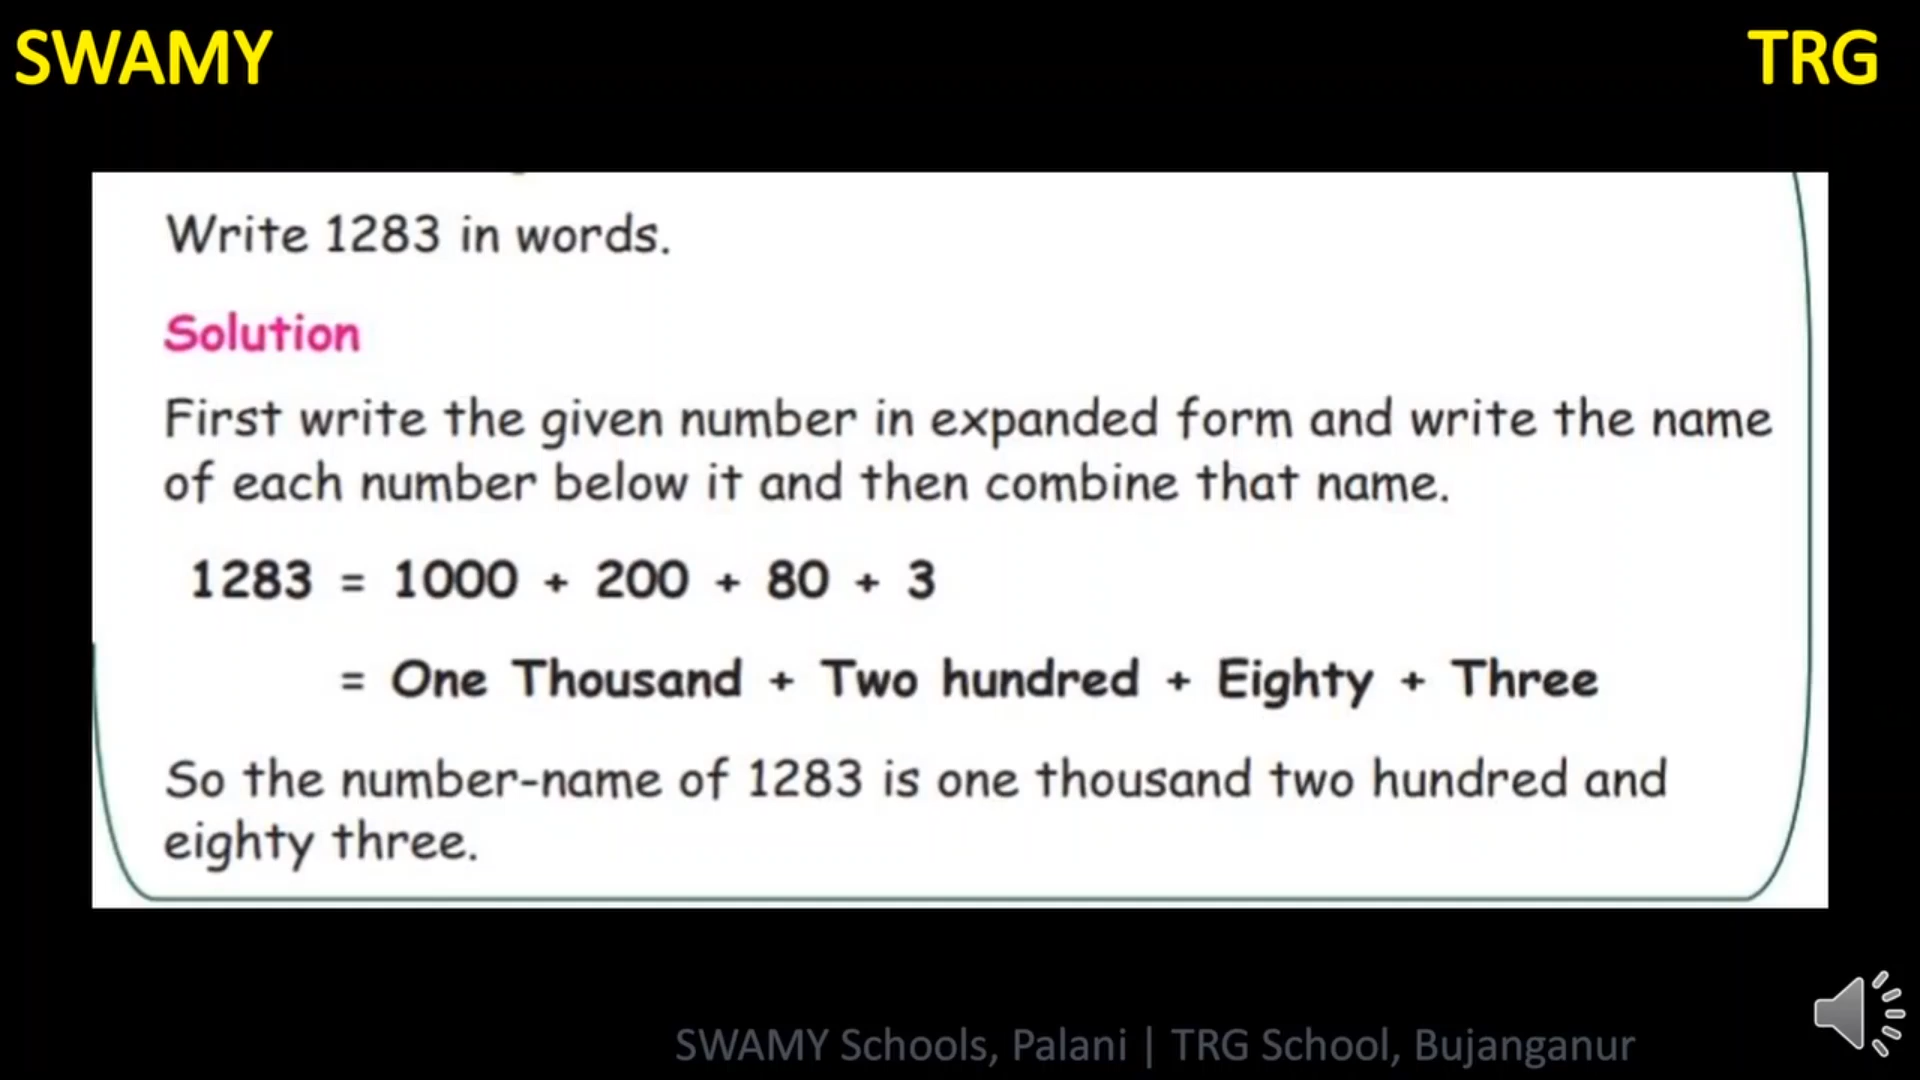 SWAMY
TRG
Write 1283 in words.
Solution
First write the given number in expanded form and write the name
of each number below it and then combine that name.
1283 = 1000 + 200 + 80 + 3
= One Thousand + Two hundred + Eighty + Three
So the number-name of 1283 is one thousand two hundred and
eighty three.
SWAMY Schools, Palani | TRG School, Bujanganur